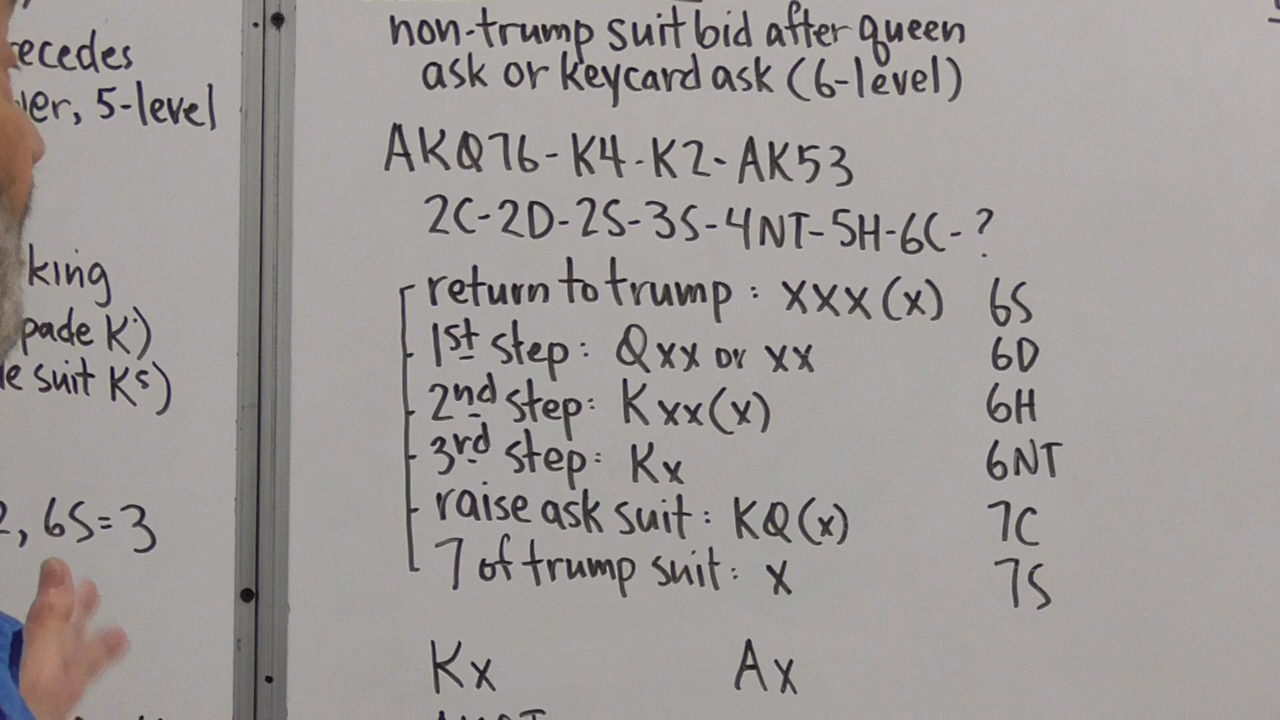 ecedes
er, 5-level
king
pade K)
e suit Ks)
, 6S=3
non-trump suit bid after queen
ask or keycard ask (6-level)
AKQ76-K4-K2-AK53
2C-2D-2S-3S-4NT-5H-6C-?
return to trump: xxx(x) 6S
1st step: Qxx or xx 6D
2nd step: Kxx(x) 6H
3rd step: Kx 6NT
raise ask suit: KQ(x) 7C
7 of trump suit: x 7S
Kx Ax